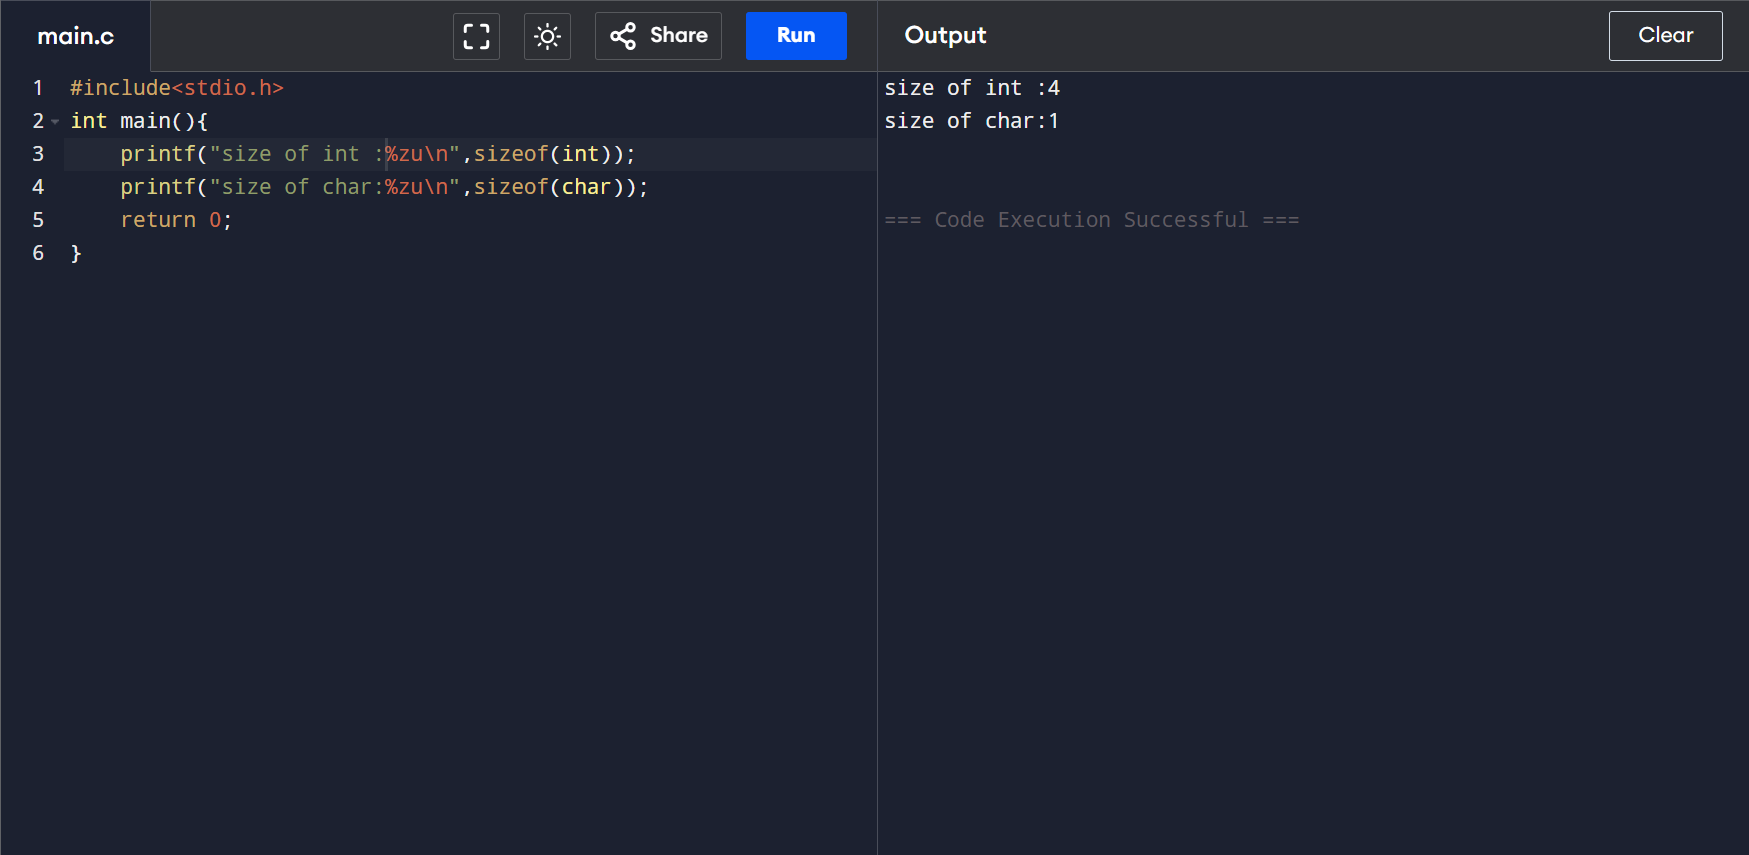 main.c
Share
Run
1 #include<stdio.h>
2 int main(){
3     printf("size of int :%zu\n",sizeof(int));
4     printf("size of char:%zu\n",sizeof(char));
5     return 0;
6 }
Output
Clear
size of int :4
size of char:1
=== Code Execution Successful ===